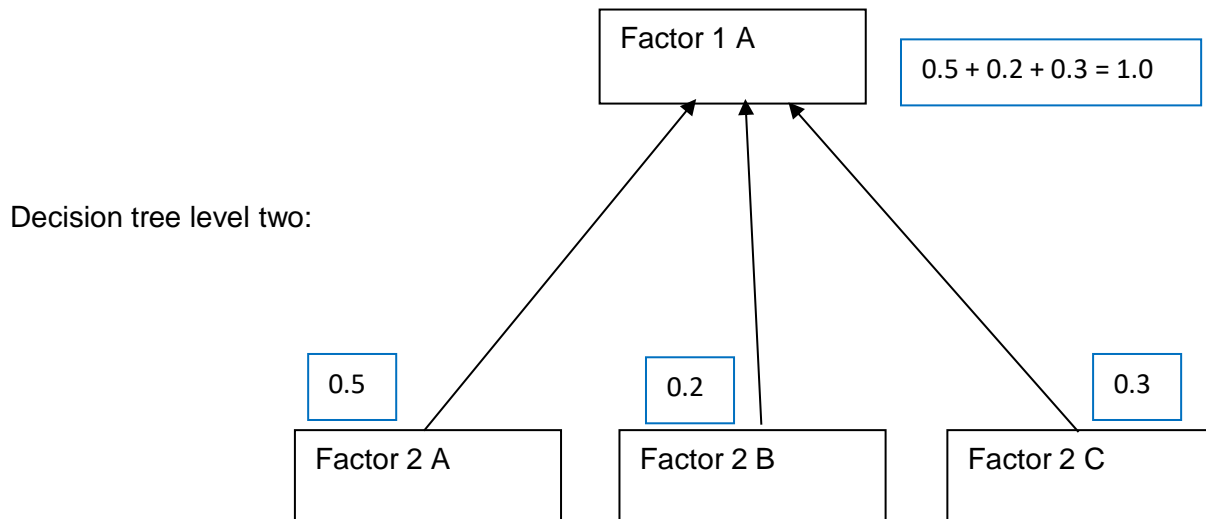 Factor 1 A
0.5 + 0.2 + 0.3 = 1.0
Decision tree level two:
0.5
0.2
0.3
Factor 2 A
Factor 2 B
Factor 2 C